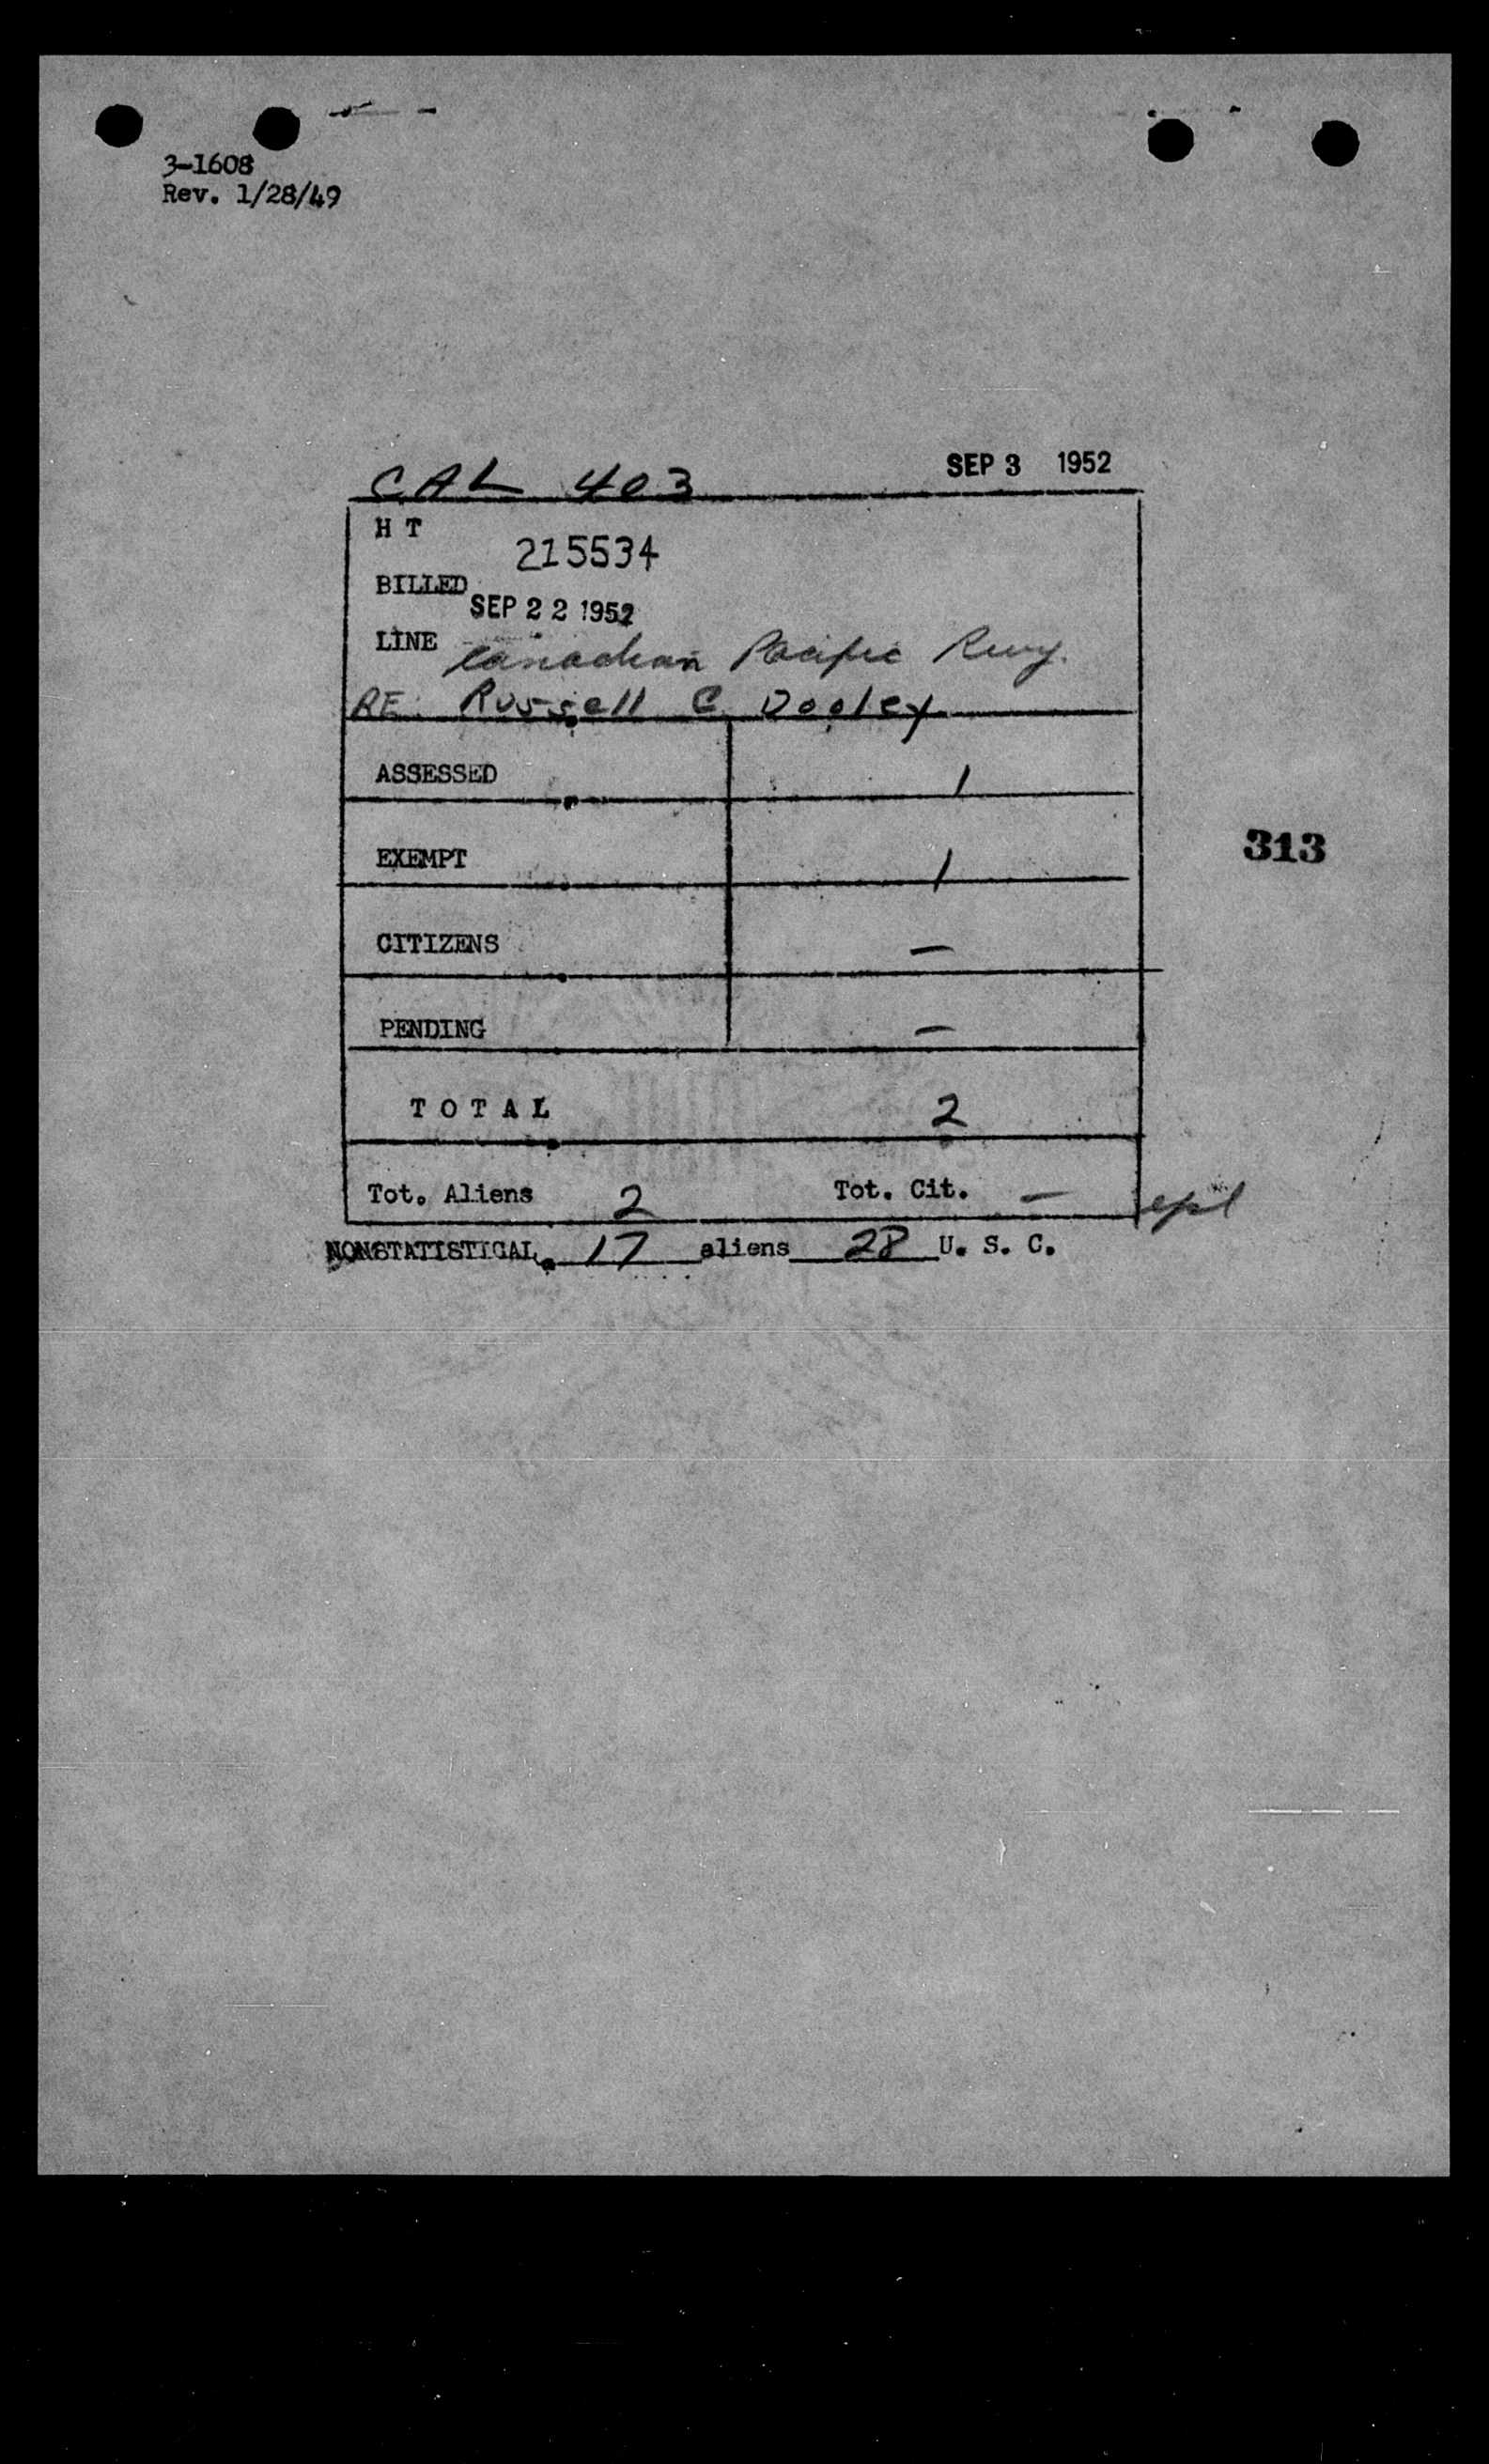 3-1608
Rev. 1/28/49
CAL 403 SEP 3 1952
H T
215534
BILLED
SEP 22 1952
LINE Canadian Pacific Rwy.
RE: Russell C. Dooley
ASSESSED 1
EXEMPT 1
313
CITIZENS -
PENDING -
TOTAL 2
Tot. Aliens 2 Tot. Cit. -
NONSTATISTICAL 17 aliens 28 U. S. C.